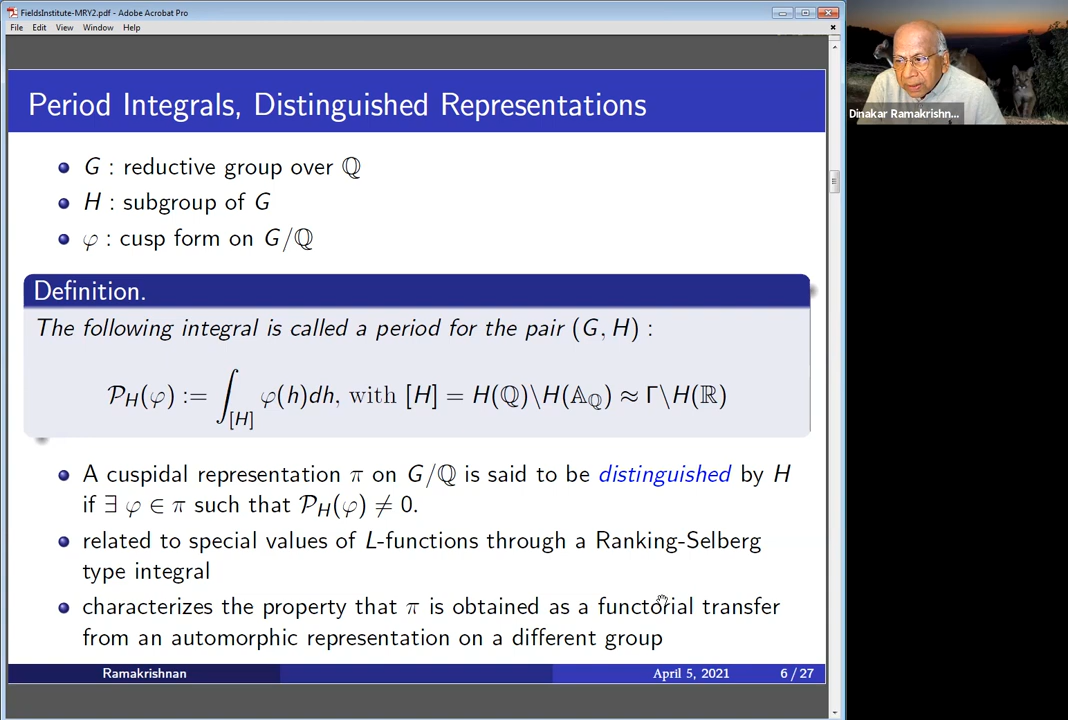 FieldsInstitute-MRY2.pdf - Adobe Acrobat Pro
File Edit View Window Help
Period Integrals, Distinguished Representations
G : reductive group over ℚ
H : subgroup of G
φ : cusp form on G/ℚ
Definition.
The following integral is called a period for the pair (G, H) :
𝒫_H(φ) := ∫_[H] φ(h)dh, with [H] = H(ℚ)\H(𝔸_ℚ) ≈ Γ\H(ℝ)
A cuspidal representation π on G/ℚ is said to be distinguished by H
if ∃ φ ∈ π such that 𝒫_H(φ) ≠ 0.
related to special values of L-functions through a Ranking-Selberg
type integral
characterizes the property that π is obtained as a functorial transfer
from an automorphic representation on a different group
Ramakrishnan April 5, 2021 6 / 27
Dinakar Ramakrishn...